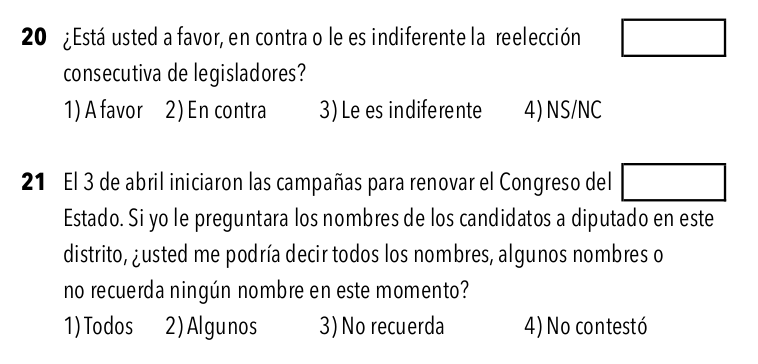 20 ¿Está usted a favor, en contra o le es indiferente la reelección
consecutiva de legisladores?
1) A favor 2) En contra 3) Le es indiferente 4) NS/NC
21 El 3 de abril iniciaron las campañas para renovar el Congreso del
Estado. Si yo le preguntara los nombres de los candidatos a diputado en este
distrito, ¿usted me podría decir todos los nombres, algunos nombres o
no recuerda ningún nombre en este momento?
1) Todos 2) Algunos 3) No recuerda 4) No contestó